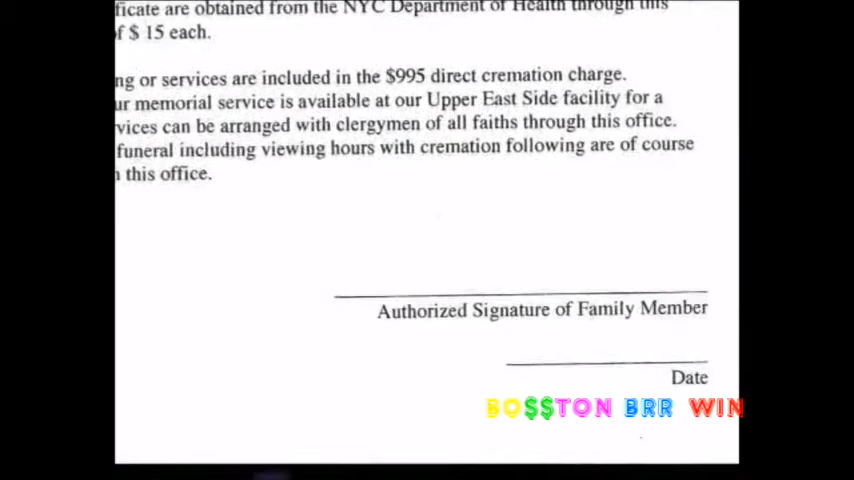 ficate are obtained from the NYC Department of Health through this
f $ 15 each.
ng or services are included in the $995 direct cremation charge.
ur memorial service is available at our Upper East Side facility for a
vices can be arranged with clergymen of all faiths through this office.
funeral including viewing hours with cremation following are of course
this office.
Authorized Signature of Family Member
Date
BO$$TON BRR WIN